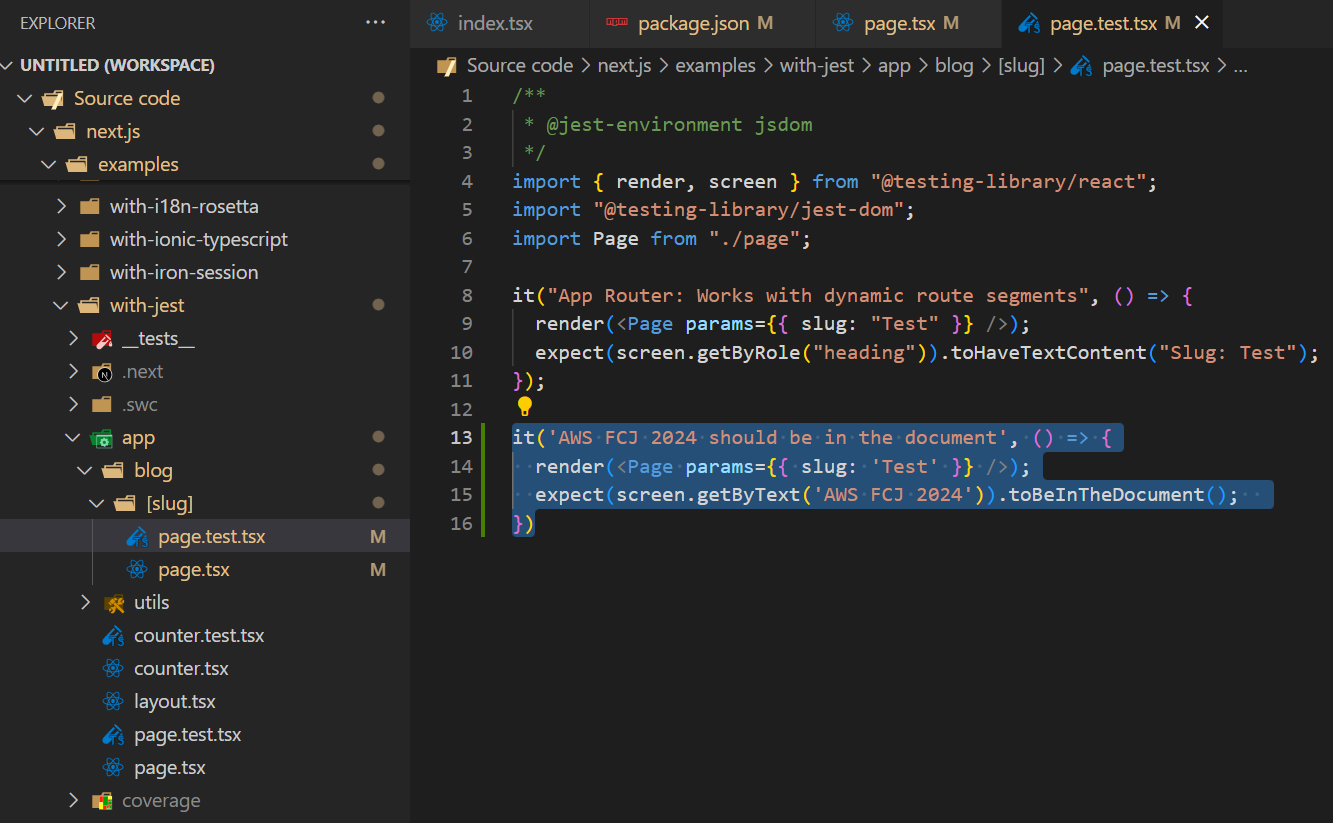 EXPLORER
UNTITLED (WORKSPACE)
Source code
next.js
examples
with-i18n-rosetta
with-ionic-typescript
with-iron-session
with-jest
__tests__
.next
.swc
app
blog
[slug]
page.test.tsx M
page.tsx M
utils
counter.test.tsx
counter.tsx
layout.tsx
page.test.tsx
page.tsx
coverage
index.tsx package.json M page.tsx M page.test.tsx M
Source code > next.js > examples > with-jest > app > blog > [slug] > page.test.tsx > ...
1 /**
2  * @jest-environment jsdom
3  */
4 import { render, screen } from "@testing-library/react";
5 import "@testing-library/jest-dom";
6 import Page from "./page";
7
8 it("App Router: Works with dynamic route segments", () => {
9   render(<Page params={{ slug: "Test" }} />);
10   expect(screen.getByRole("heading")).toHaveTextContent("Slug: Test");
11 });
12
13 it('AWS FCJ 2024 should be in the document', () => {
14   render(<Page params={{ slug: 'Test' }} />);
15   expect(screen.getByText('AWS FCJ 2024')).toBeInTheDocument();
16 })